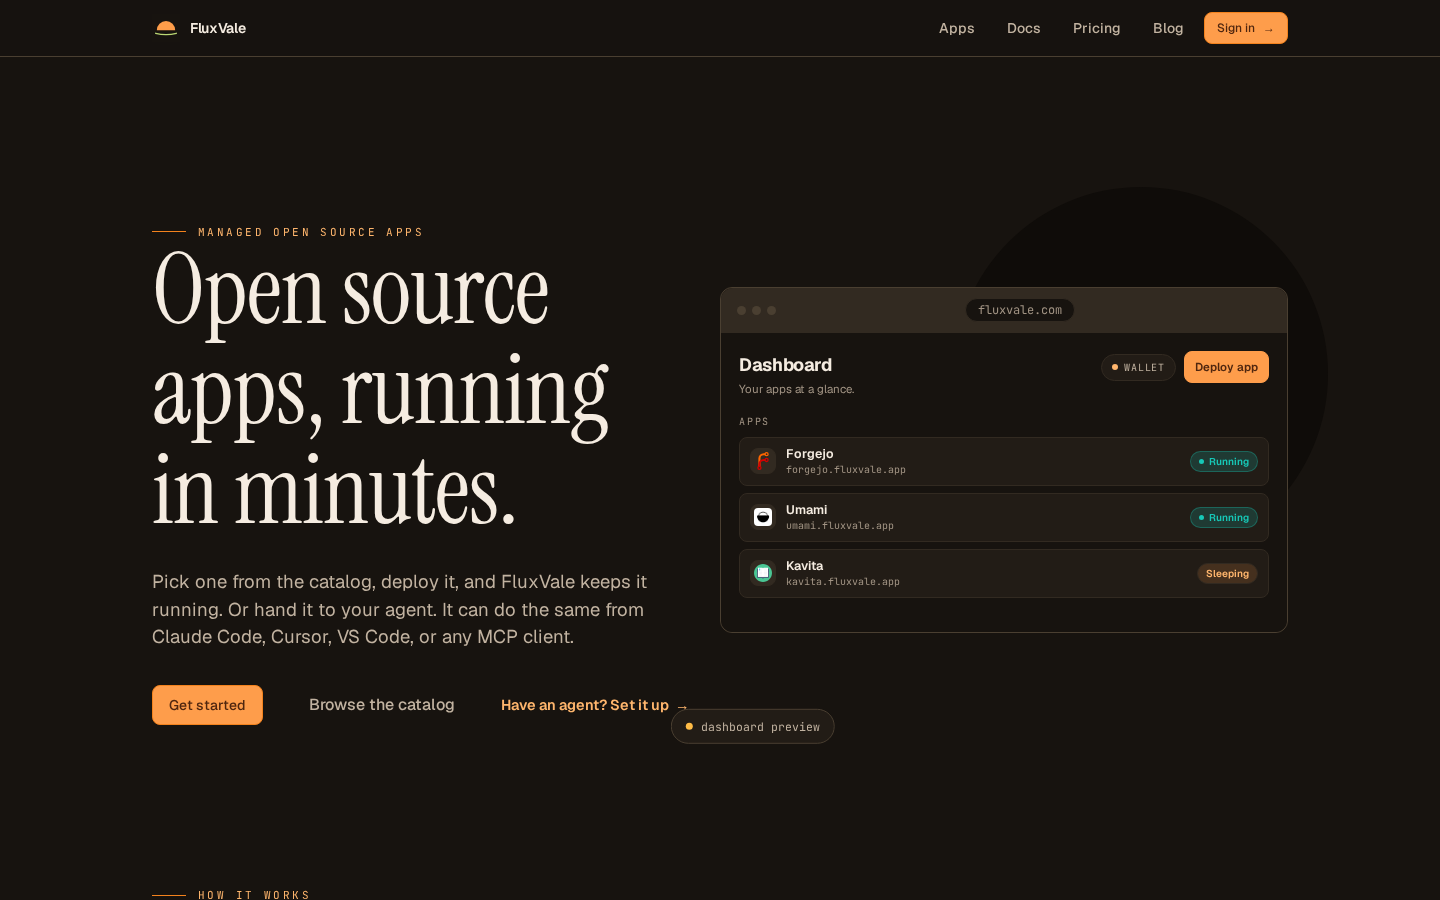 FluxVale
Apps
Docs
Pricing
Blog
Sign in →
MANAGED OPEN SOURCE APPS
Open source
apps, running
in minutes.
Pick one from the catalog, deploy it, and FluxVale keeps it
running. Or hand it to your agent. It can do the same from
Claude Code, Cursor, VS Code, or any MCP client.
Get started
Browse the catalog
Have an agent? Set it up →
fluxvale.com
Dashboard
Your apps at a glance.
WALLET
Deploy app
APPS
Forgejo
forgejo.fluxvale.app
Running
Umami
umami.fluxvale.app
Running
Kavita
kavita.fluxvale.app
Sleeping
dashboard preview
HOW IT WORKS